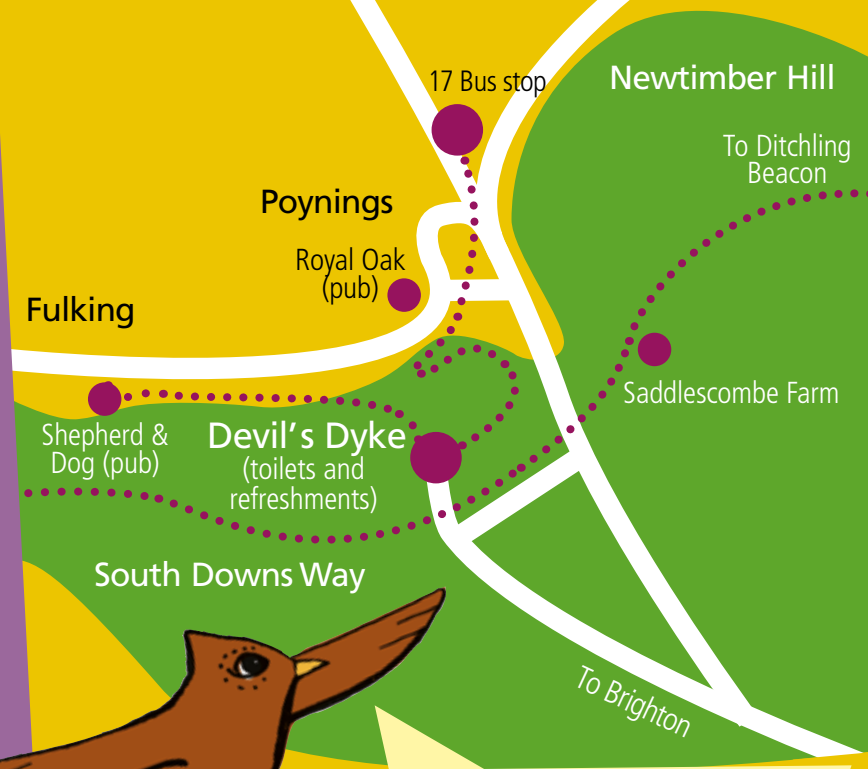 17 Bus stop
Newtimber Hill
To Ditchling
Beacon
Poynings
Royal Oak
(pub)
Fulking
Saddlescombe Farm
Shepherd &
Dog (pub)
Devil's Dyke
(toilets and
refreshments)
South Downs Way
To Brighton